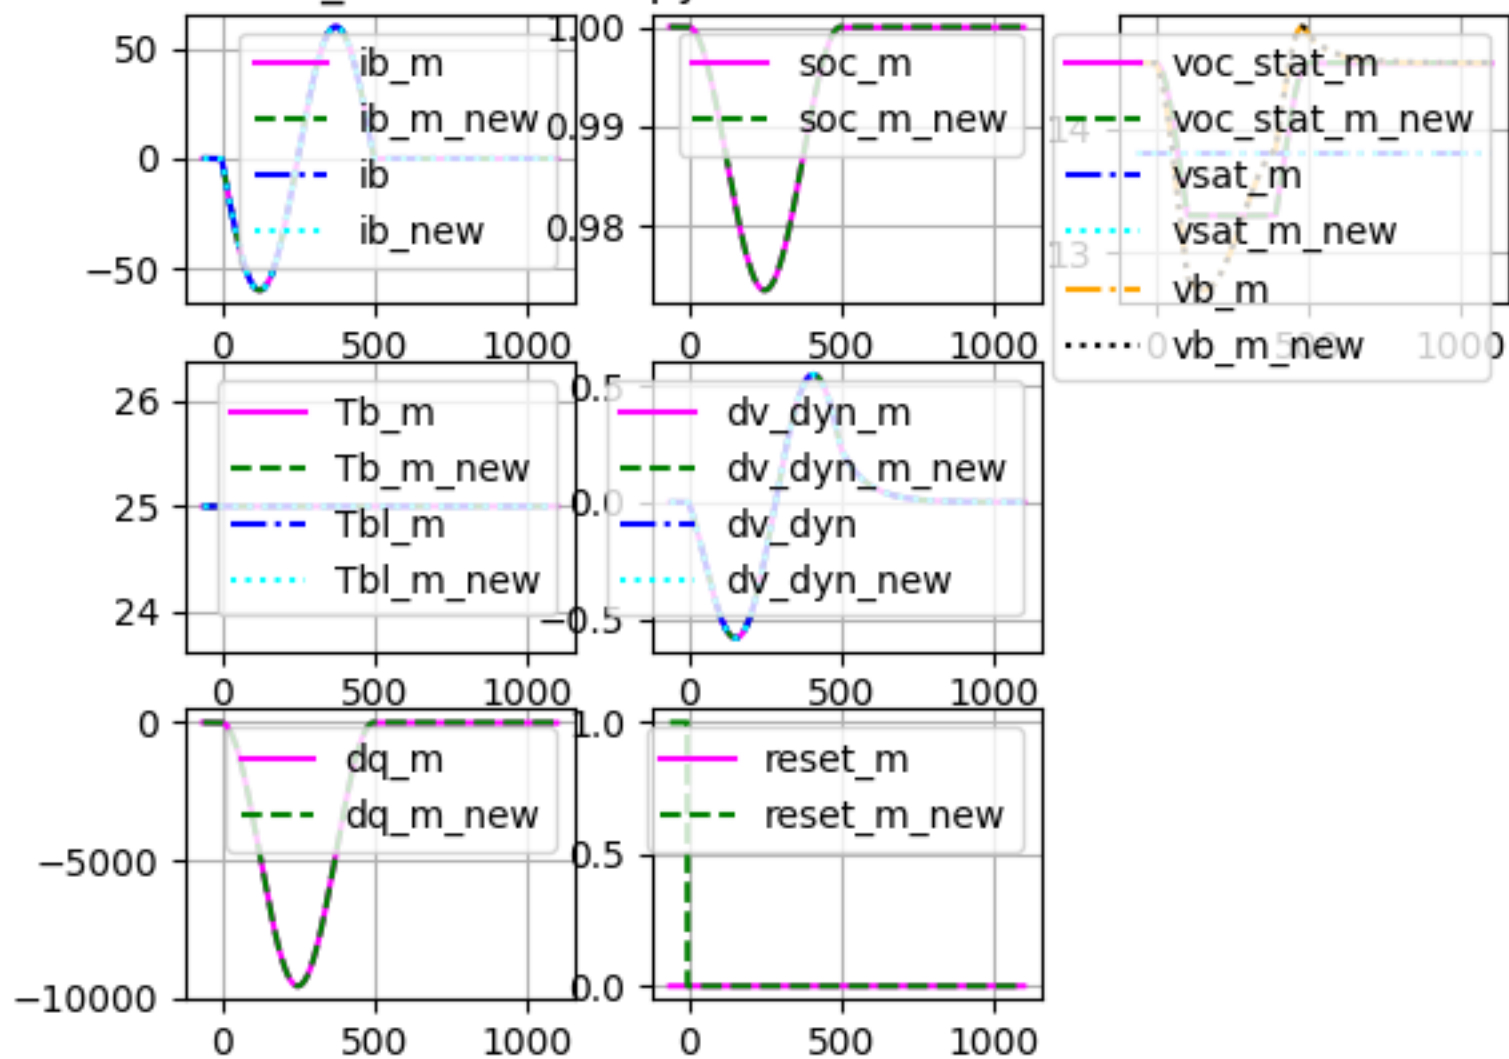 50
0
−50
0
500
1000
ib_m
ib_m_new
ib
ib_new
1.00
0.99
0.98
0
500
1000
soc_m
soc_m_new
14
13
0
1000
voc_stat_m
voc_stat_m_new
vsat_m
vsat_m_new
vb_m
vb_m_new
26
25
24
0
500
1000
Tb_m
Tb_m_new
Tbl_m
Tbl_m_new
0.5
0.0
−0.5
0
500
1000
dv_dyn_m
dv_dyn_m_new
dv_dyn
dv_dyn_new
0
−5000
−10000
0
500
1000
dq_m
dq_m_new
1.0
0.5
0.0
0
500
1000
reset_m
reset_m_new